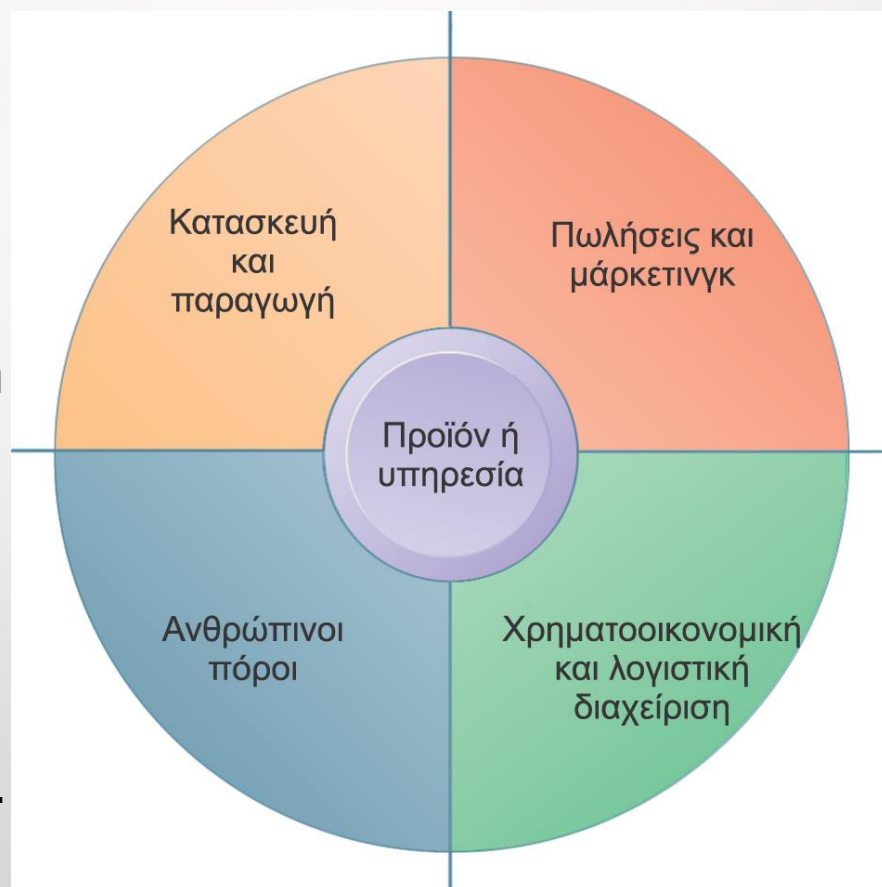 Κατασκευή
και
παραγωγή
Πωλήσεις και
μάρκετινγκ
Προϊόν ή
υπηρεσία
Ανθρώπινοι
πόροι
Χρηματοοικονομική
και λογιστική
διαχείριση